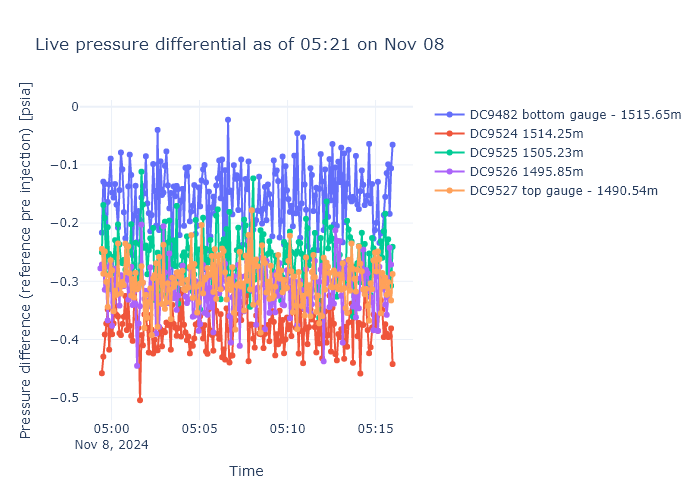 Live pressure differential as of 05:21 on Nov 08
Pressure difference (reference pre injection) [psia]
0
−0.1
−0.2
−0.3
−0.4
−0.5
05:00
Nov 8, 2024
05:05
05:10
05:15
Time
DC9482 bottom gauge - 1515.65m
DC9524 1514.25m
DC9525 1505.23m
DC9526 1495.85m
DC9527 top gauge - 1490.54m